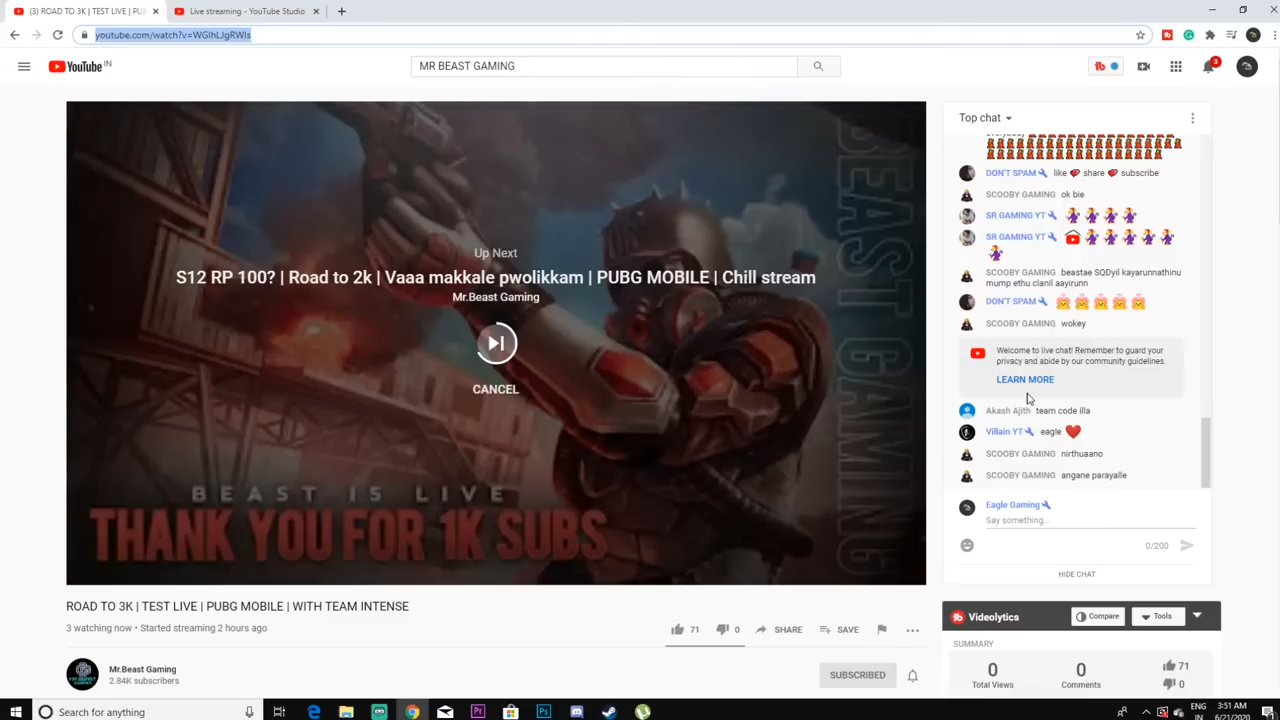 (3) ROAD TO 3K | TEST LIVE | PUB
Live streaming - YouTube Studio
youtube.com/watch?v=WGIhLJgRWIs
YouTube IN
MR BEAST GAMING
3
Top chat
DON'T SPAM like share subscribe
SCOOBY GAMING ok bie
SR GAMING YT
SR GAMING YT
SCOOBY GAMING beastae SQDyil kayarunnathinu
mump ethu clanil aayirunn
DON'T SPAM
SCOOBY GAMING wokey
Welcome to live chat! Remember to guard your
privacy and abide by our community guidelines.
LEARN MORE
Akash Ajith team code illa
Villain YT eagle
SCOOBY GAMING nirthuaano
SCOOBY GAMING angane parayalle
Eagle Gaming
Say something...
0/200
HIDE CHAT
Up Next
S12 RP 100? | Road to 2k | Vaaa makkale pwolikkam | PUBG MOBILE | Chill stream
Mr.Beast Gaming
CANCEL
BEAST GAMING
BEAST IS LIVE
THANK YOU FOR 1K SUBS
ROAD TO 3K | TEST LIVE | PUBG MOBILE | WITH TEAM INTENSE
3 watching now • Started streaming 2 hours ago
71
0
SHARE
SAVE
Mr.Beast Gaming
2.84K subscribers
SUBSCRIBED
tb Videolytics
Compare
Tools
SUMMARY
0
Total Views
0
Comments
71
0
Search for anything
ENG
IN
3:51 AM
6/21/2020